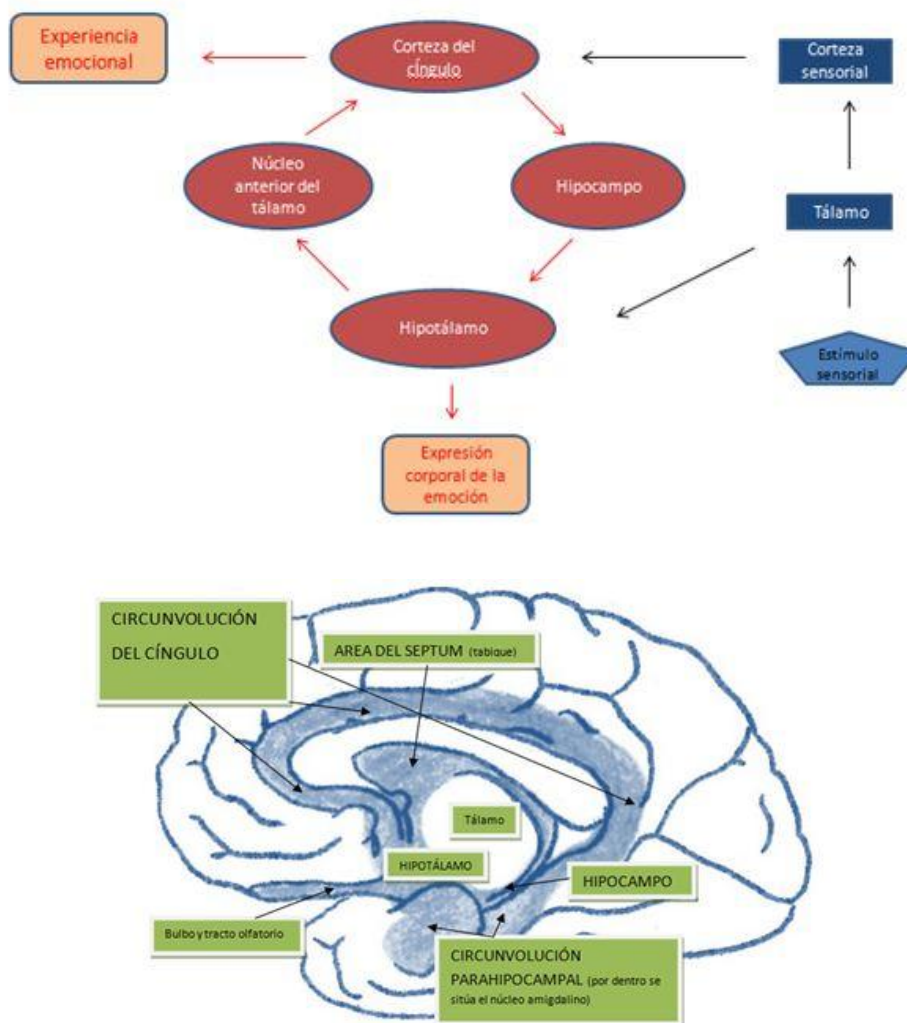 Experiencia
emocional
Corteza del
cíngulo
Corteza
sensorial
Núcleo
anterior del
tálamo
Hipocampo
Tálamo
Hipotálamo
Estímulo
sensorial
Expresión
corporal de la
emoción
CIRCUNVOLUCIÓN
DEL CÍNGULO
AREA DEL SEPTUM (tabique)
Tálamo
HIPOTÁLAMO
HIPOCAMPO
Bulbo y tracto olfatorio
CIRCUNVOLUCIÓN
PARAHIPOCAMPAL (por dentro se
sitúa el núcleo amigdalino)